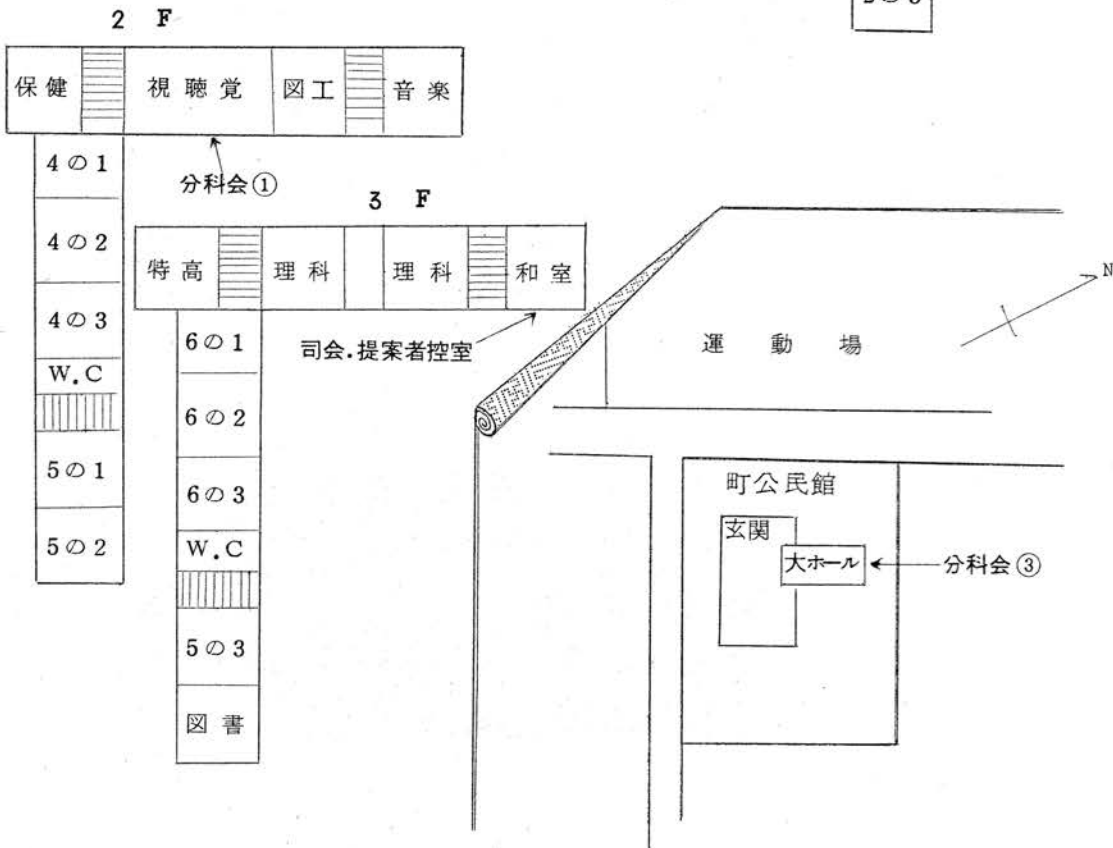 2 F
保健
視聴覚
図工
音楽
4の1
分科会①
4の2
4の3
W.C
5の1
5の2
3 F
特高
理科
理科
和室
司会.提案者控室
6の1
6の2
6の3
W.C
5の3
図書
N
運動場
町公民館
玄関
大ホール
分科会③